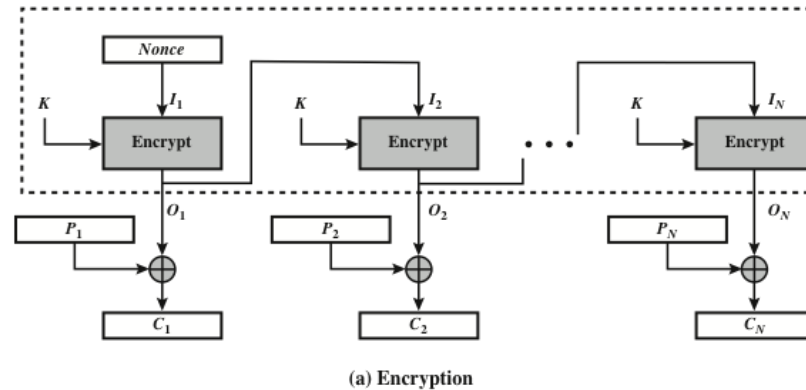 Nonce
K I1 K I2 K IN
Encrypt Encrypt • • • Encrypt
O1 O2 ON
P1 P2 PN
C1 C2 CN
(a) Encryption